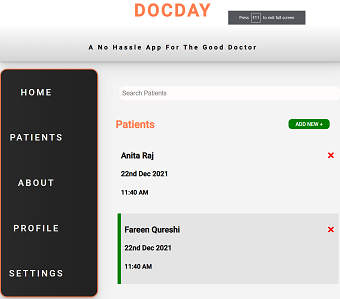 DOCDAY
Press F11 to exit full screen
A No Hassle App For The Good Doctor
HOME
PATIENTS
ABOUT
PROFILE
SETTINGS
Search Patients
Patients
ADD NEW +
Anita Raj
22nd Dec 2021
11:40 AM
Fareen Qureshi
22nd Dec 2021
11:40 AM